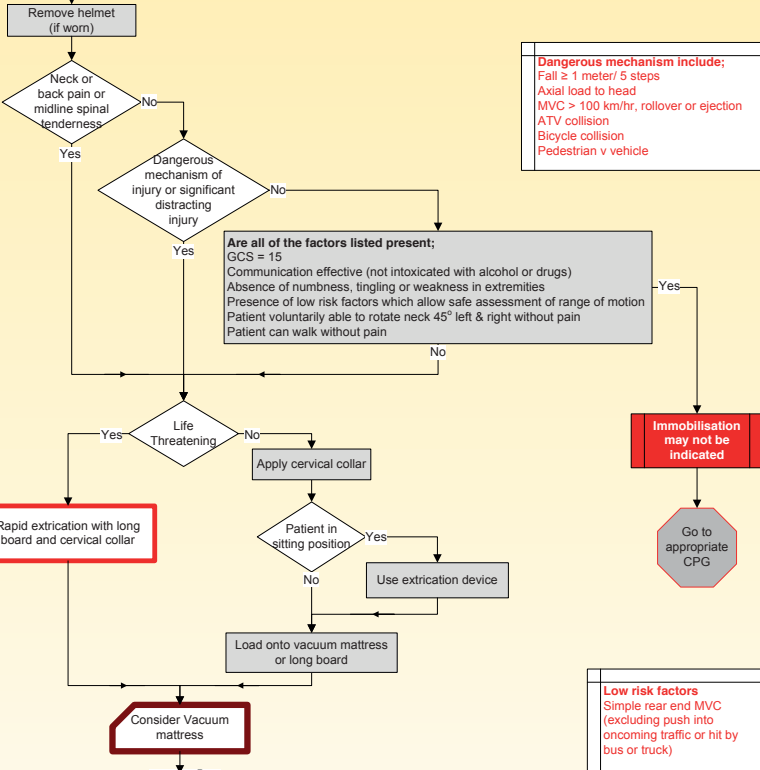 Remove helmet
(if worn)
Neck or
back pain or
midline spinal
tenderness
No
Yes
Dangerous mechanism include;
Fall ≥ 1 meter/ 5 steps
Axial load to head
MVC > 100 km/hr, rollover or ejection
ATV collision
Bicycle collision
Pedestrian v vehicle
Dangerous
mechanism of
injury or significant
distracting
injury
No
Yes
Are all of the factors listed present;
GCS = 15
Communication effective (not intoxicated with alcohol or drugs)
Absence of numbness, tingling or weakness in extremities
Presence of low risk factors which allow safe assessment of range of motion
Patient voluntarily able to rotate neck 45° left & right without pain
Patient can walk without pain
Yes
No
Life
Threatening
Yes
No
Immobilisation
may not be
indicated
Apply cervical collar
Rapid extrication with long
board and cervical collar
Patient in
sitting position
Yes
No
Go to
appropriate
CPG
Use extrication device
Load onto vacuum mattress
or long board
Consider Vacuum
mattress
Low risk factors
Simple rear end MVC
(excluding push into
oncoming traffic or hit by
bus or truck)